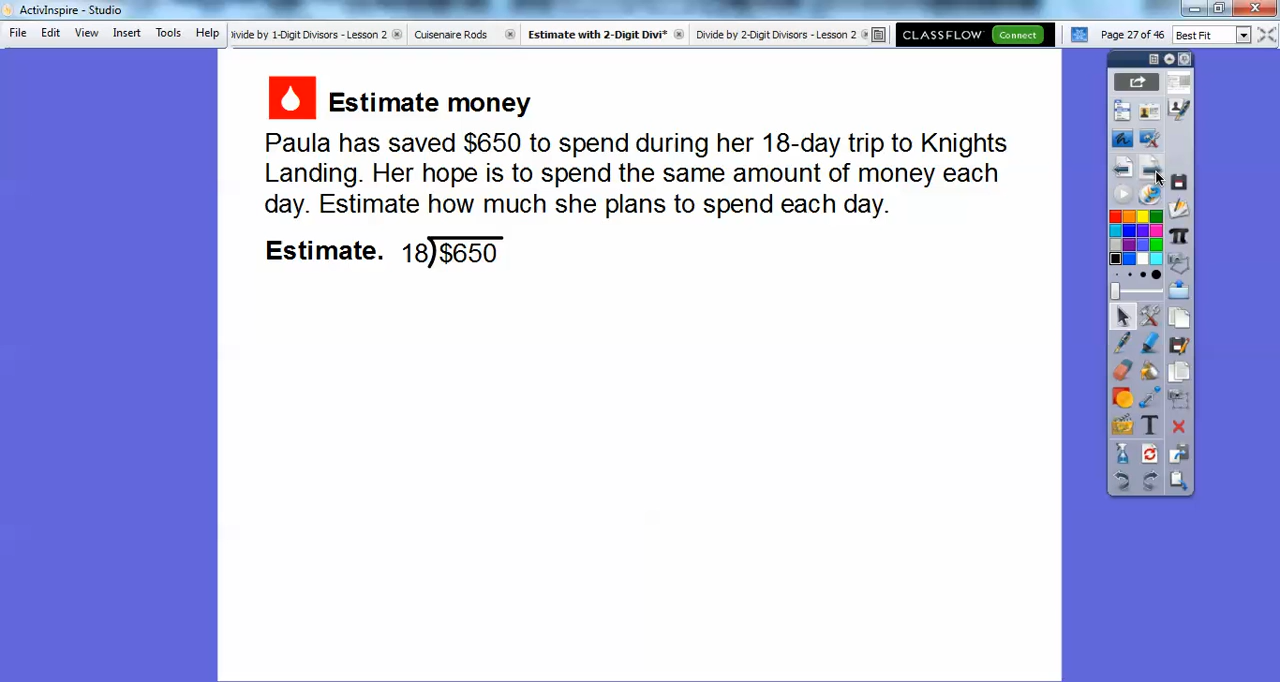 ActivInspire - Studio
File Edit View Insert Tools Help
Divide by 1-Digit Divisors - Lesson 2
Cuisenaire Rods
Estimate with 2-Digit Divi*
Divide by 2-Digit Divisors - Lesson 2
CLASSFLOW Connect
Page 27 of 46
Best Fit
Estimate money
Paula has saved $650 to spend during her 18-day trip to Knights
Landing. Her hope is to spend the same amount of money each
day. Estimate how much she plans to spend each day.
Estimate. 18)$650
π
T